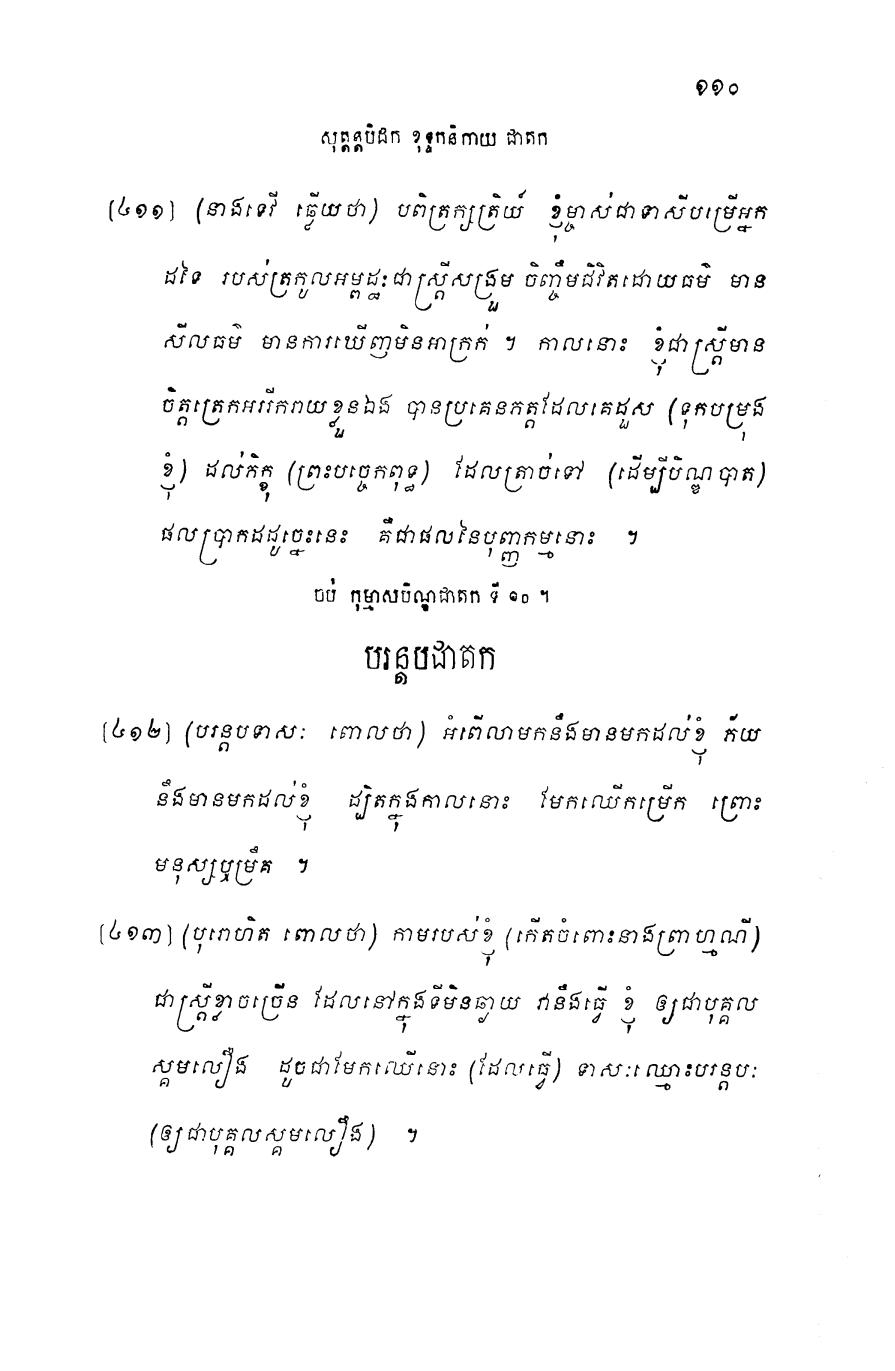 ១១០
សុត្តន្តបិដក ខុទ្ទកនិកាយ ជាតក
[៤១១] (នាងទេវី ធ្លើយថា) បពិត្រក្សត្រិយ៍ ខ្ញុំម្ចាស់ជាទាសីបម្រើអ្នក
ដទៃ របស់ត្រកូលអម្ពដ្ឋៈជាស្ត្រីសង្រួម ចិញ្ចឹមជីវិតដោយធម៌ មាន
សីលធម៌ មានការឃើញមិនអាក្រក់ ។ កាលនោះ ខ្ញុំជាស្ត្រីមាន
ចិត្តត្រេកអររីករាយខ្លួនឯង បានប្រគេនភត្តដែលគេដួស (ទុកបម្រុង
ខ្ញុំ) ដល់ភិក្ខុ (ព្រះបច្ចេកពុទ្ធ) ដែលត្រាច់ទៅ (ដើម្បីបិណ្ឌបាត)
ផលប្រាកដដូច្នេះនេះ គឺជាផលនៃបុញ្ញកម្មនោះ ។
ចប់ កុម្មាសបិណ្ឌជាតក ទី ១០ ។
បរន្តបជាតក
[៤១២] (បរន្តបទាសៈ ពោលថា) អំពើលាមកនឹងមានមកដល់ខ្ញុំ ភ័យ
នឹងមានមកដល់ខ្ញុំ ដ្បិតក្នុងកាលនោះ មែកឈើកម្រើក ព្រោះ
មនុស្សឬម្រឹគ ។
[៤១៣] (បុរោហិត ពោលថា) កាមរបស់ខ្ញុំ (កើតចំពោះនាងព្រាហ្មណី)
ជាស្ត្រីខ្លាចច្រើន ដែលនៅក្នុងទីមិនឆ្ងាយ វានឹងធ្វើ ខ្ញុំ ឲ្យជាបុគ្គល
ស្គមលឿង ដូចជាមែកឈើនោះ (ដែលធ្វើ) ទាសៈឈ្មោះបរន្តបៈ
(ឲ្យជាបុគ្គលស្គមលឿង) ។